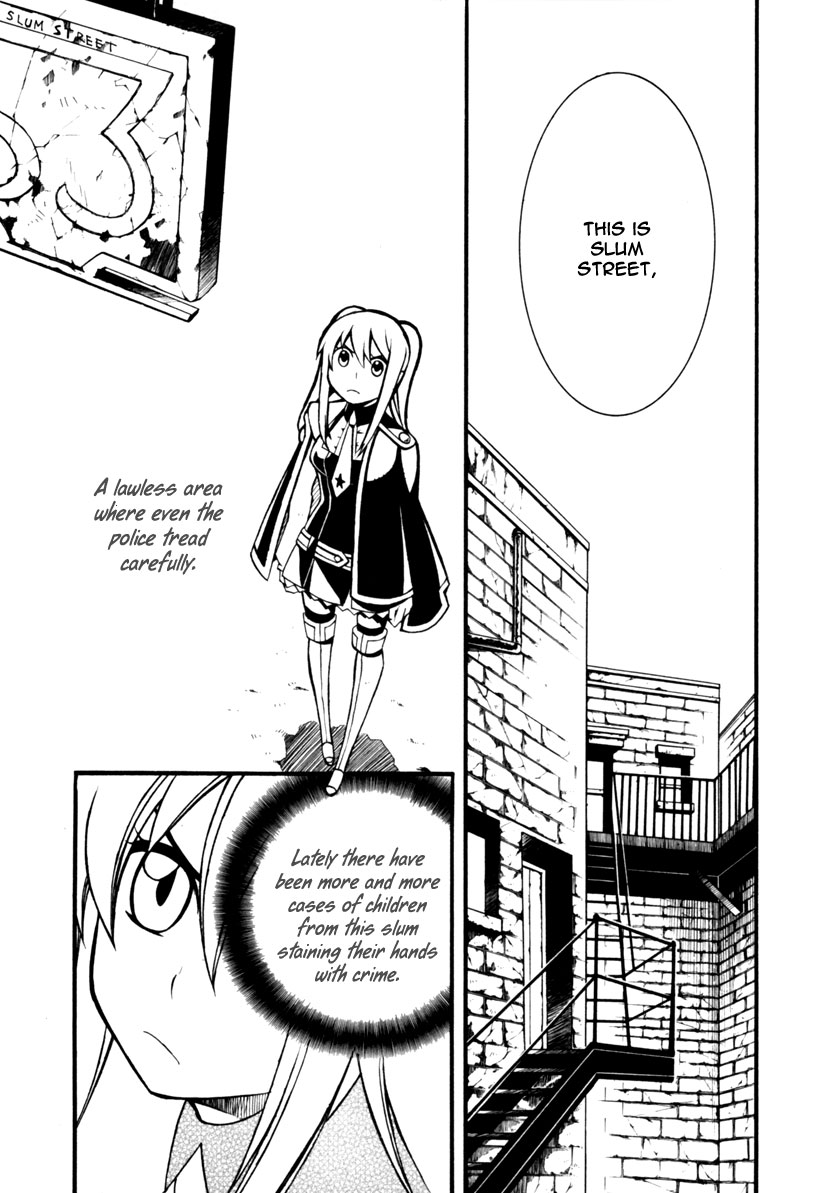 THIS IS
SLUM
STREET,
SLUM STREET
3
A lawless area
where even the
police tread
carefully.
Lately there have
been more and more
cases of children
from this slum
staining their hands
with crime.